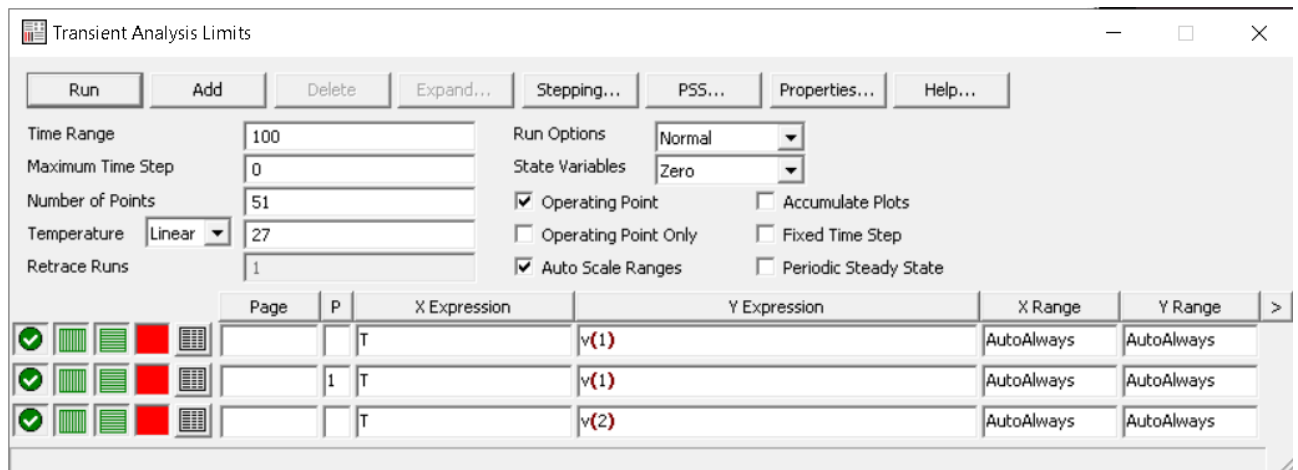 Transient Analysis Limits
Run Add Delete Expand... Stepping... PSS... Properties... Help...
Time Range 100 Run Options Normal
Maximum Time Step 0 State Variables Zero
Number of Points 51 Operating Point Accumulate Plots
Temperature Linear 27 Operating Point Only Fixed Time Step
Retrace Runs 1 Auto Scale Ranges Periodic Steady State
Page P X Expression Y Expression X Range Y Range >
T v(1) AutoAlways AutoAlways
1 T v(1) AutoAlways AutoAlways
T v(2) AutoAlways AutoAlways